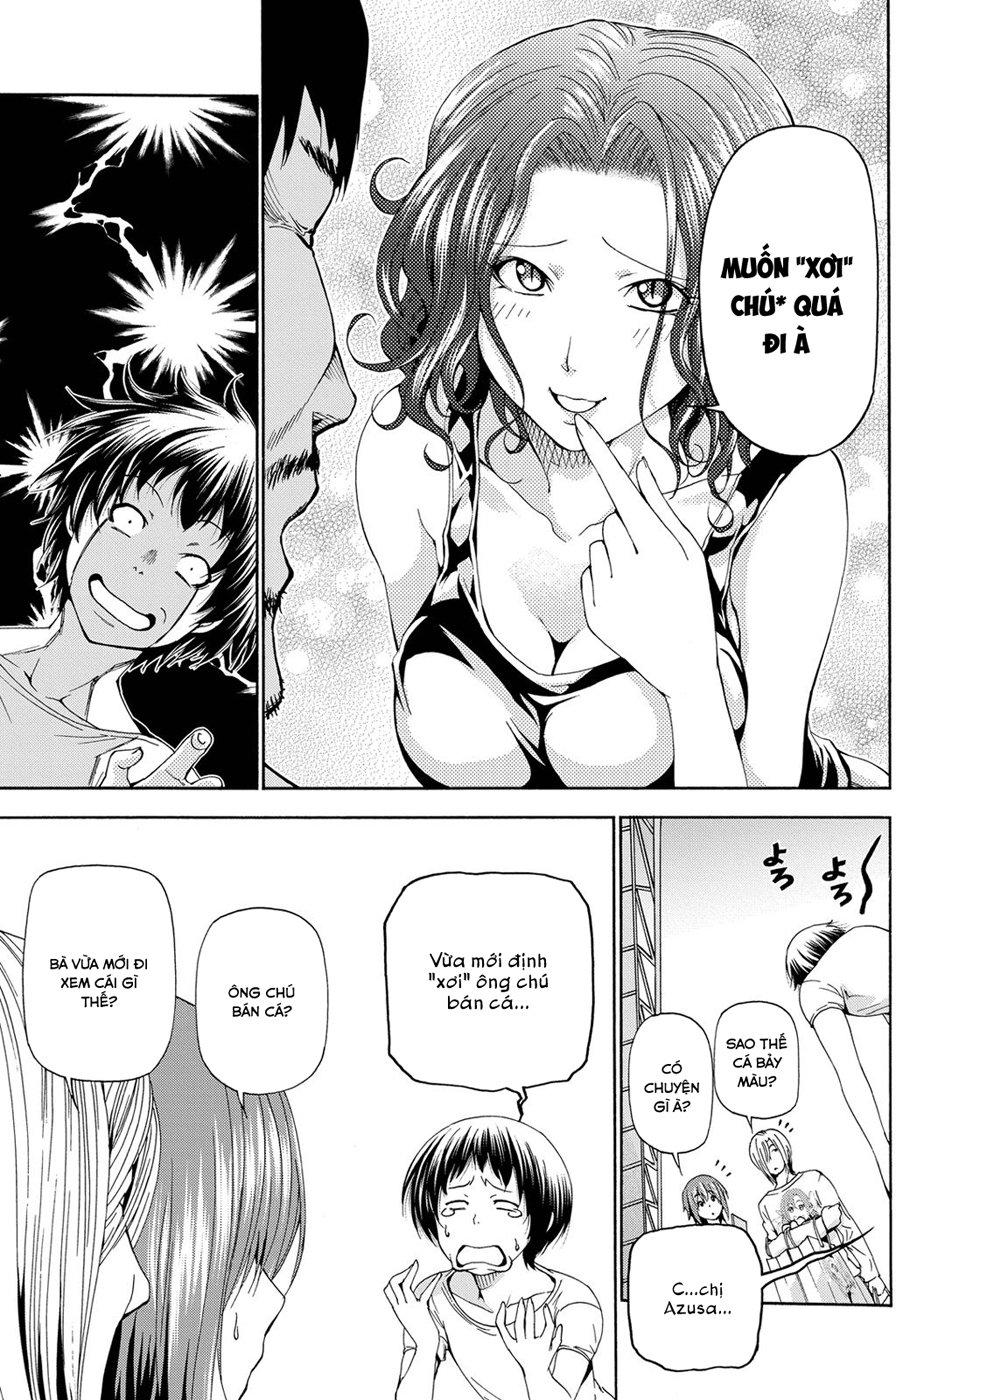 MUỐN "XƠI"
CHÚ* QUÁ
ĐI À
よろ
よろ〜
SAO THẾ
CÁ BẢY
MÀU?
CÓ
CHUYỆN
GÌ Ả?
C...chị
Azusa...
Vừa mới định
"xơi" ông chú
bán cá...
ÔNG CHÚ
BÁN CÁ?
BÀ VỪA MỚI ĐI
XEM CÁI GÌ
THẾ?